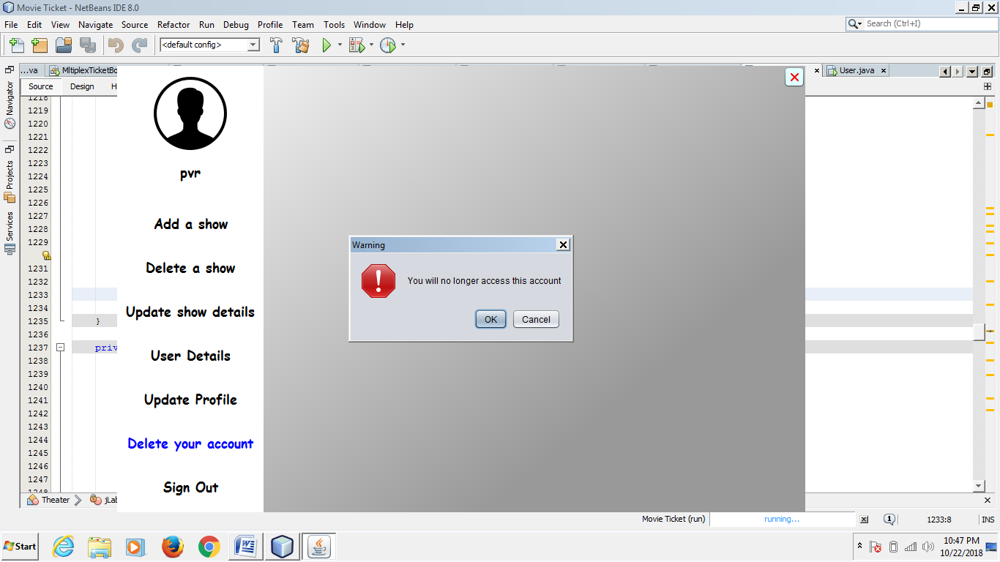 Movie Ticket - NetBeans IDE 8.0
File Edit View Navigate Source Refactor Run Debug Profile Team Tools Window Help
Search (Ctrl+I)
<default config>
...va MltiplexTicketBo User.java
Source Design H
Navigator
Projects
Services
1218
1219
1220
1221
1222
1223
1224
1225
1226
1227
1228
1229
1231
1232
1233
1234
1235 }
1236
1237 priv
1238
1239
1240
1241
1242
1243
1244
1245
1246
1247
1248
pvr
Add a show
Delete a show
Update show details
User Details
Update Profile
Delete your account
Sign Out
Warning
You will no longer access this account
OK Cancel
Theater jLab
Movie Ticket (run) running... 1 1233:8 INS
Start
10:47 PM
10/22/2018